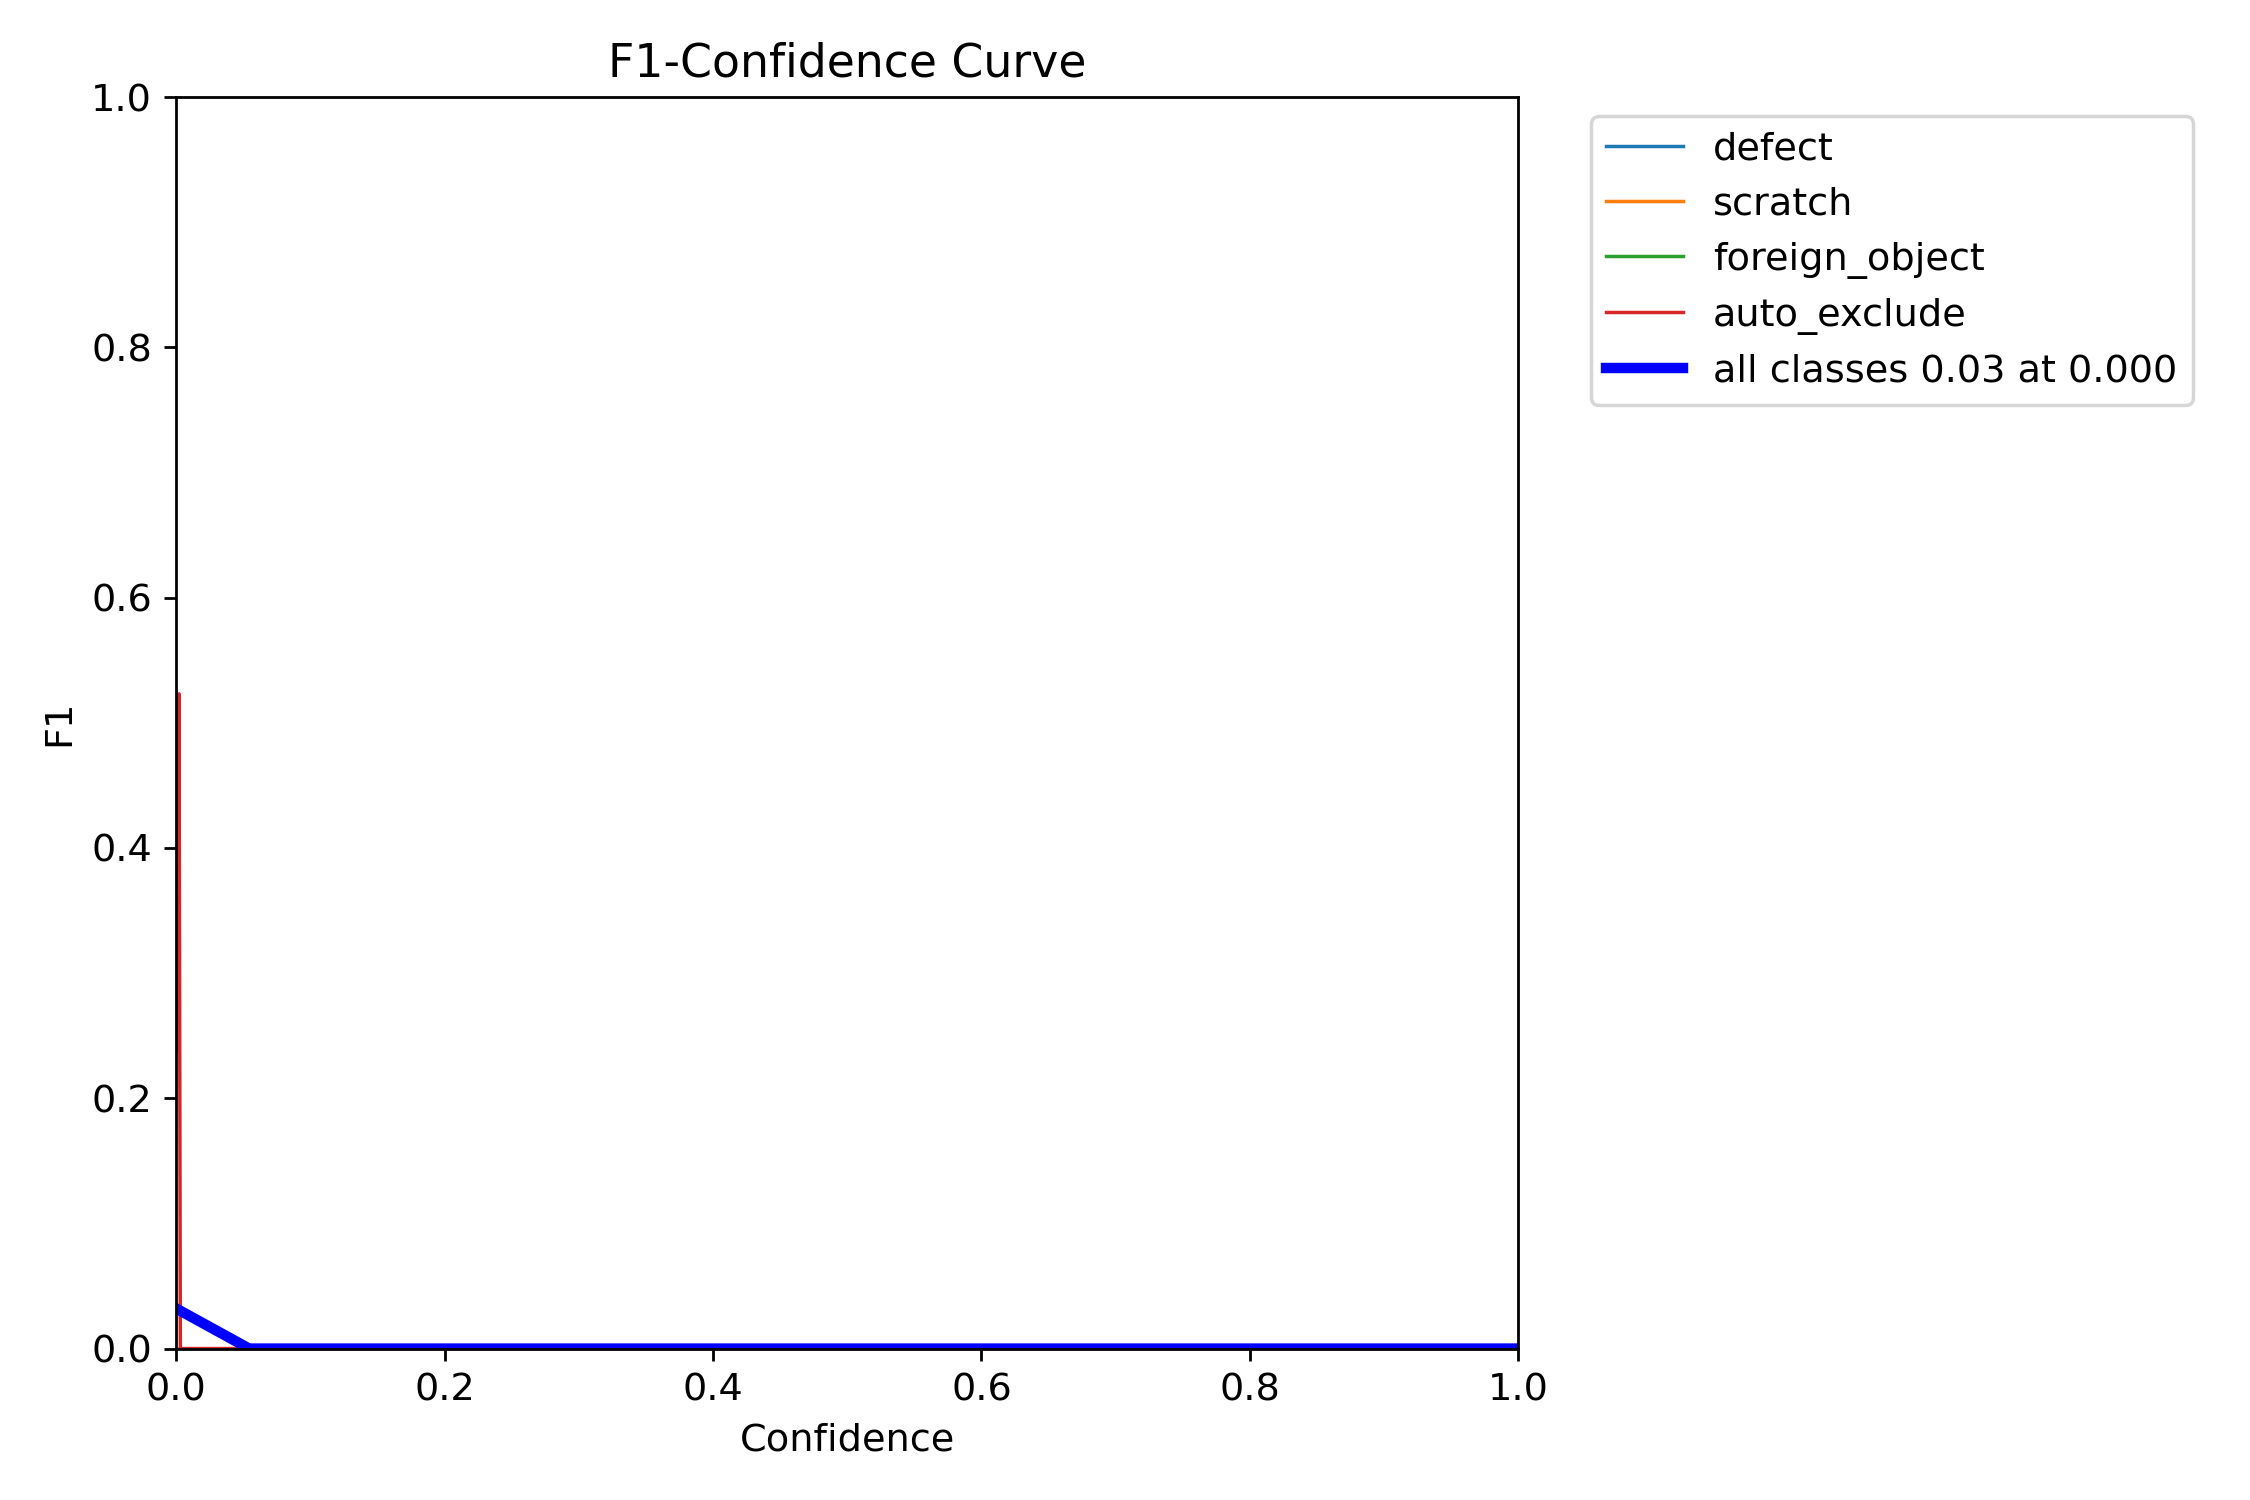 F1-Confidence Curve
1.0
0.8
0.6
0.4
0.2
0.0
F1
0.0 0.2 0.4 0.6 0.8 1.0
Confidence
defect
scratch
foreign_object
auto_exclude
all classes 0.03 at 0.000